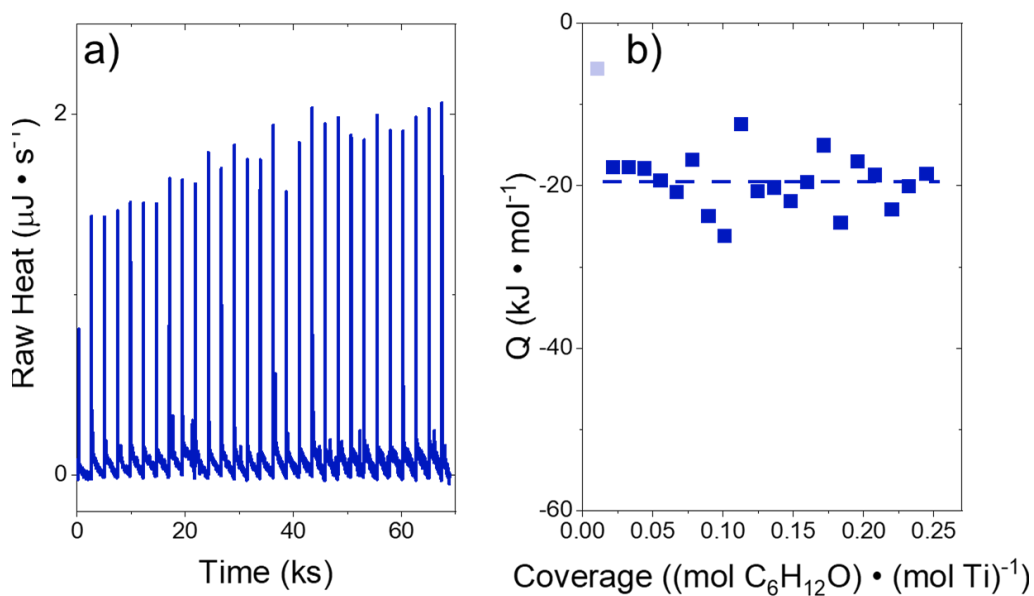 a)
Raw Heat (μJ • s⁻¹)
2
0
0
20
40
60
Time (ks)
b)
Q (kJ • mol⁻¹)
0
-20
-40
-60
0.00
0.05
0.10
0.15
0.20
0.25
Coverage ((mol C₆H₁₂O) • (mol Ti)⁻¹